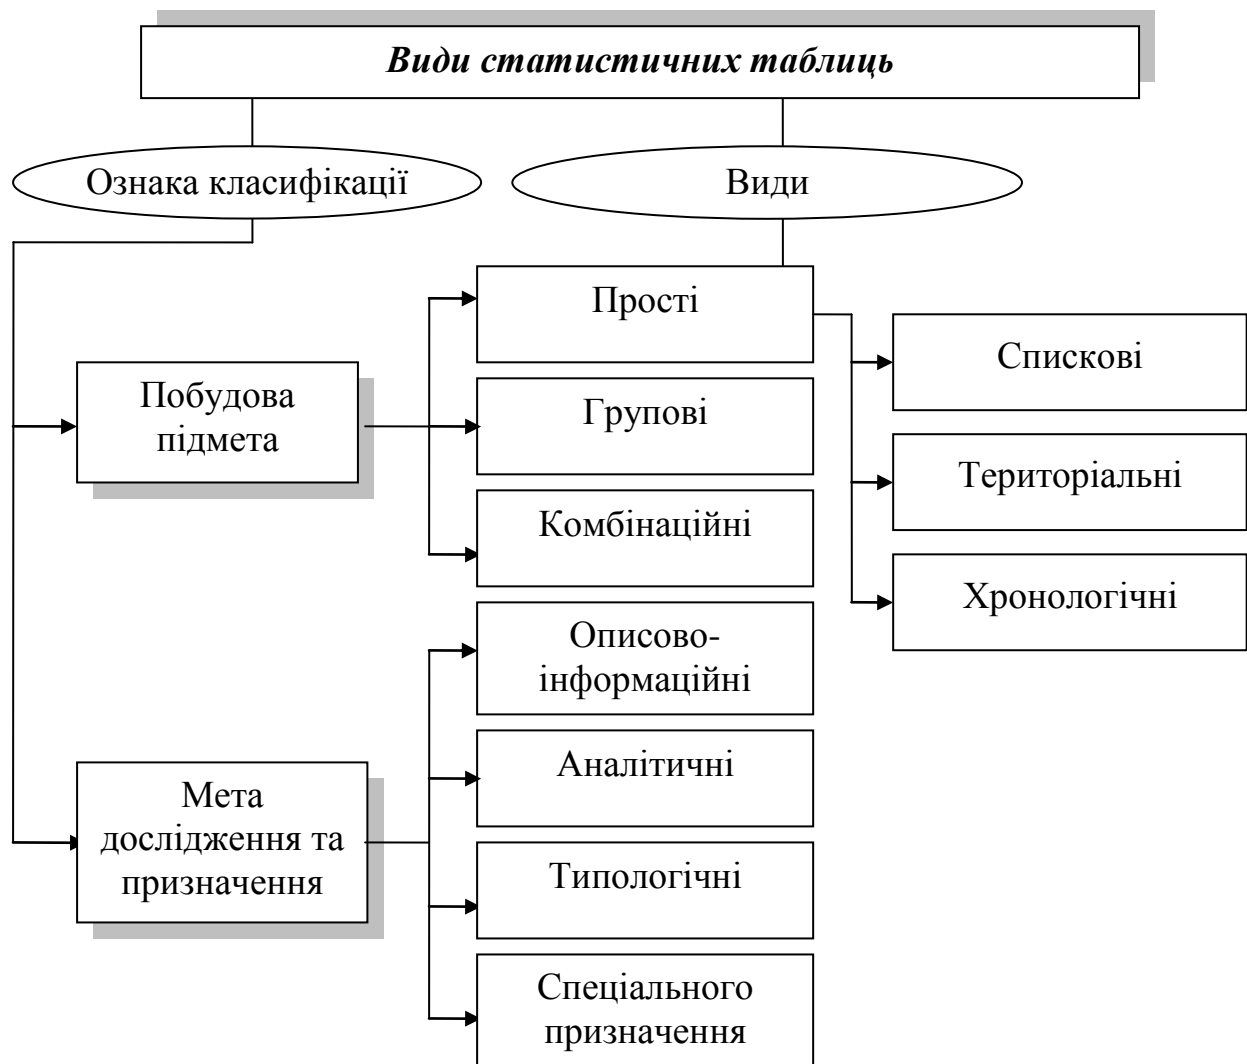 Види статистичних таблиць
Ознака класифікації
Види
Побудова
підмета
Прості
Групові
Комбінаційні
Спискові
Територіальні
Хронологічні
Мета
дослідження та
призначення
Описово-
інформаційні
Аналітичні
Типологічні
Спеціального
призначення